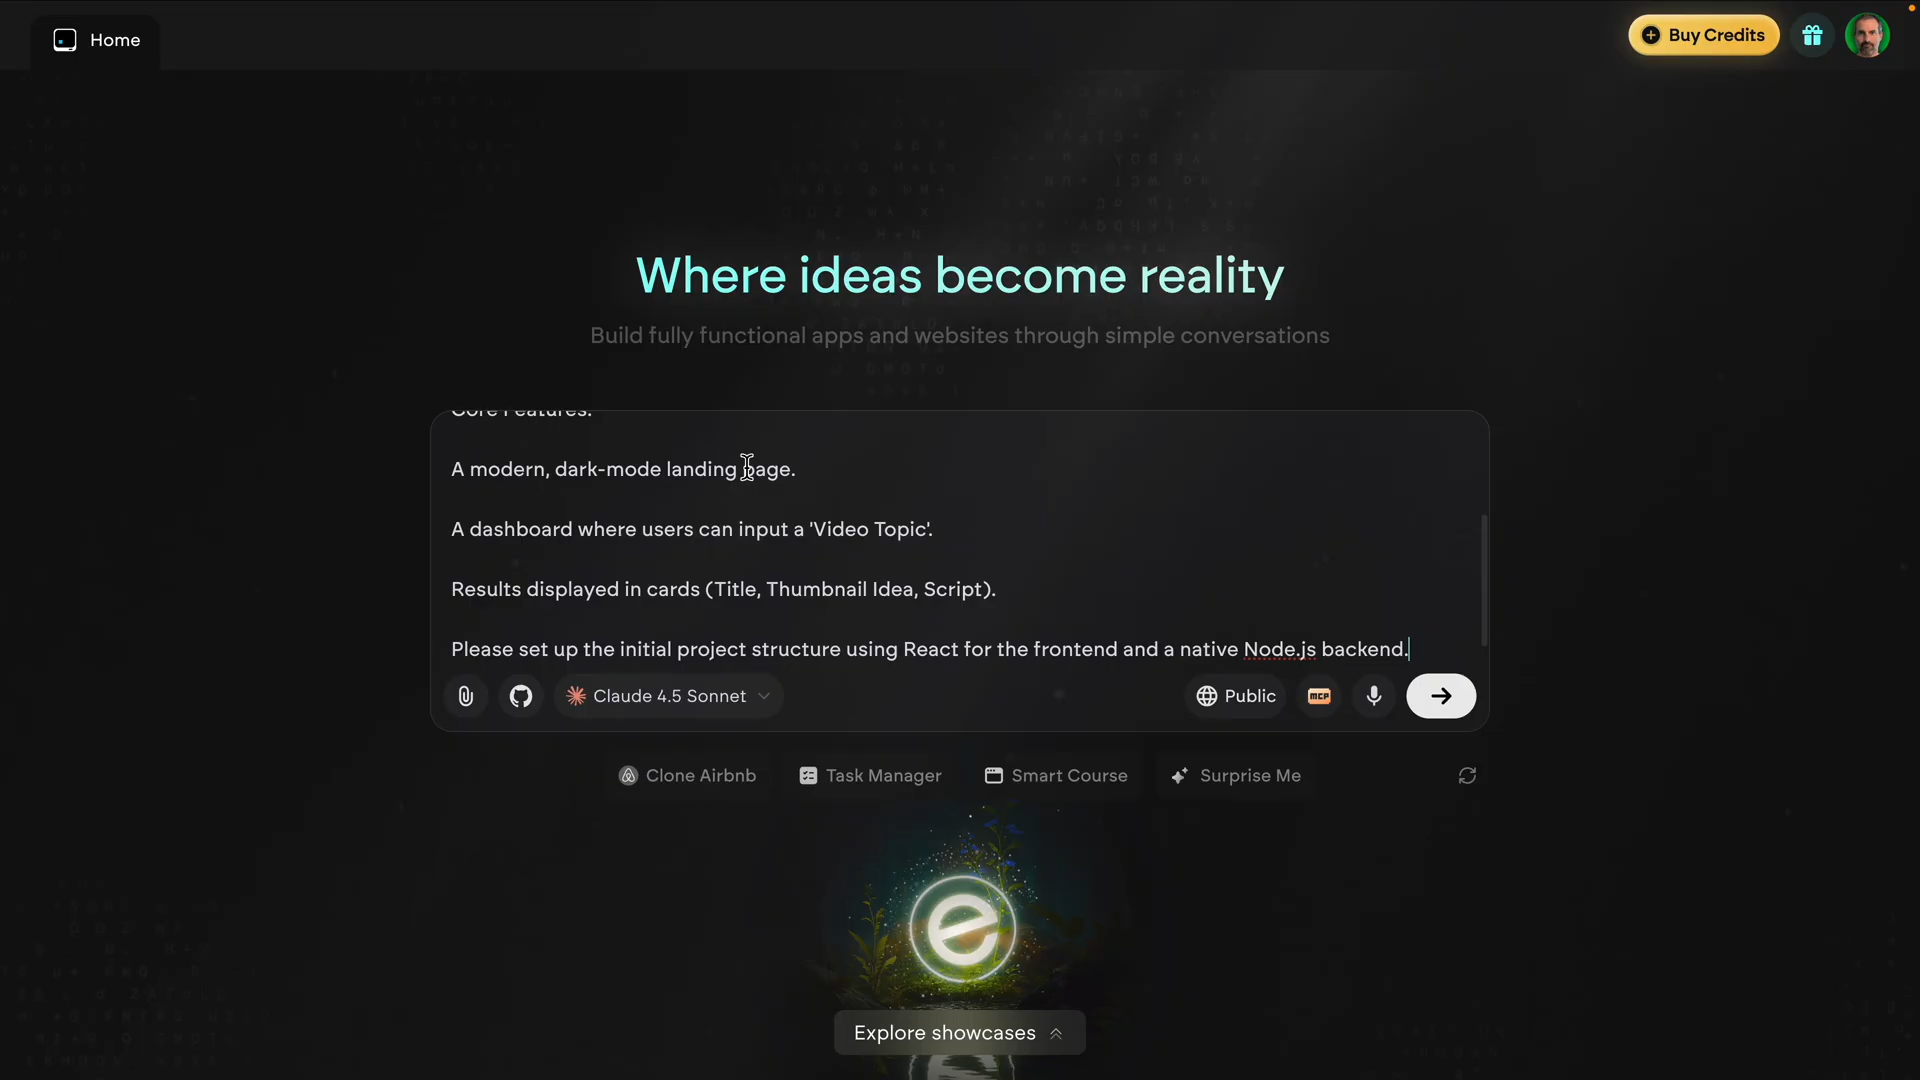 Home
Buy Credits
Where ideas become reality
Build fully functional apps and websites through simple conversations
Core Features:
A modern, dark-mode landing page.
A dashboard where users can input a 'Video Topic'.
Results displayed in cards (Title, Thumbnail Idea, Script).
Please set up the initial project structure using React for the frontend and a native Node.js backend.
Claude 4.5 Sonnet
Public
MCP
Clone Airbnb
Task Manager
Smart Course
Surprise Me
e
Explore showcases